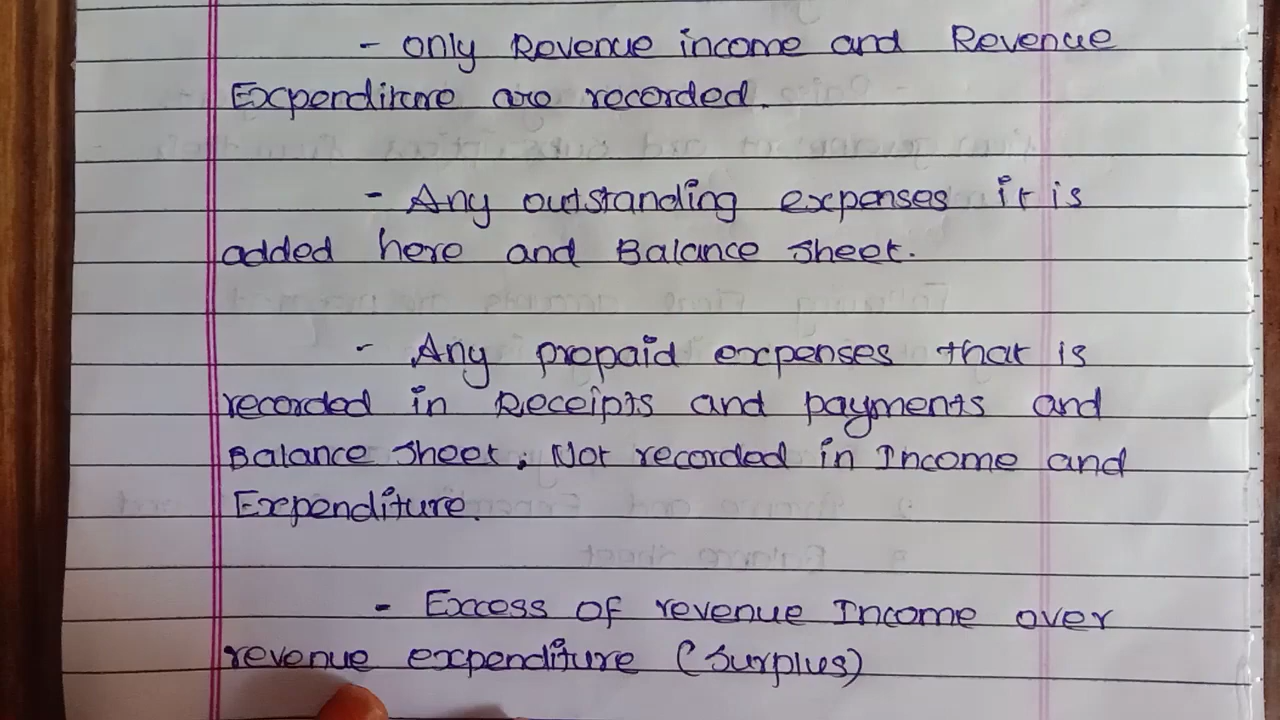 - only Revenue income and Revenue
Expenditure are recorded.
- Any outstanding expenses it is
added here and Balance sheet.
- Any prepaid expenses that is
recorded in Receipts and payments and
Balance sheet, Not recorded in Income and
Expenditure.
- Excess of revenue Income over
revenue expenditure (surplus)